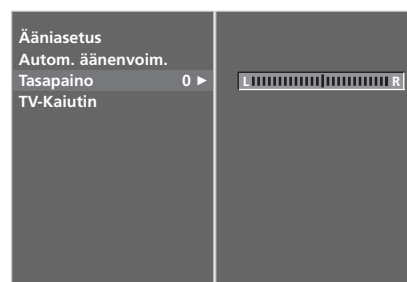 Ääniasetus
Autom. äänenvoim.
Tasapaino 0 ►
L R
TV-Kaiutin